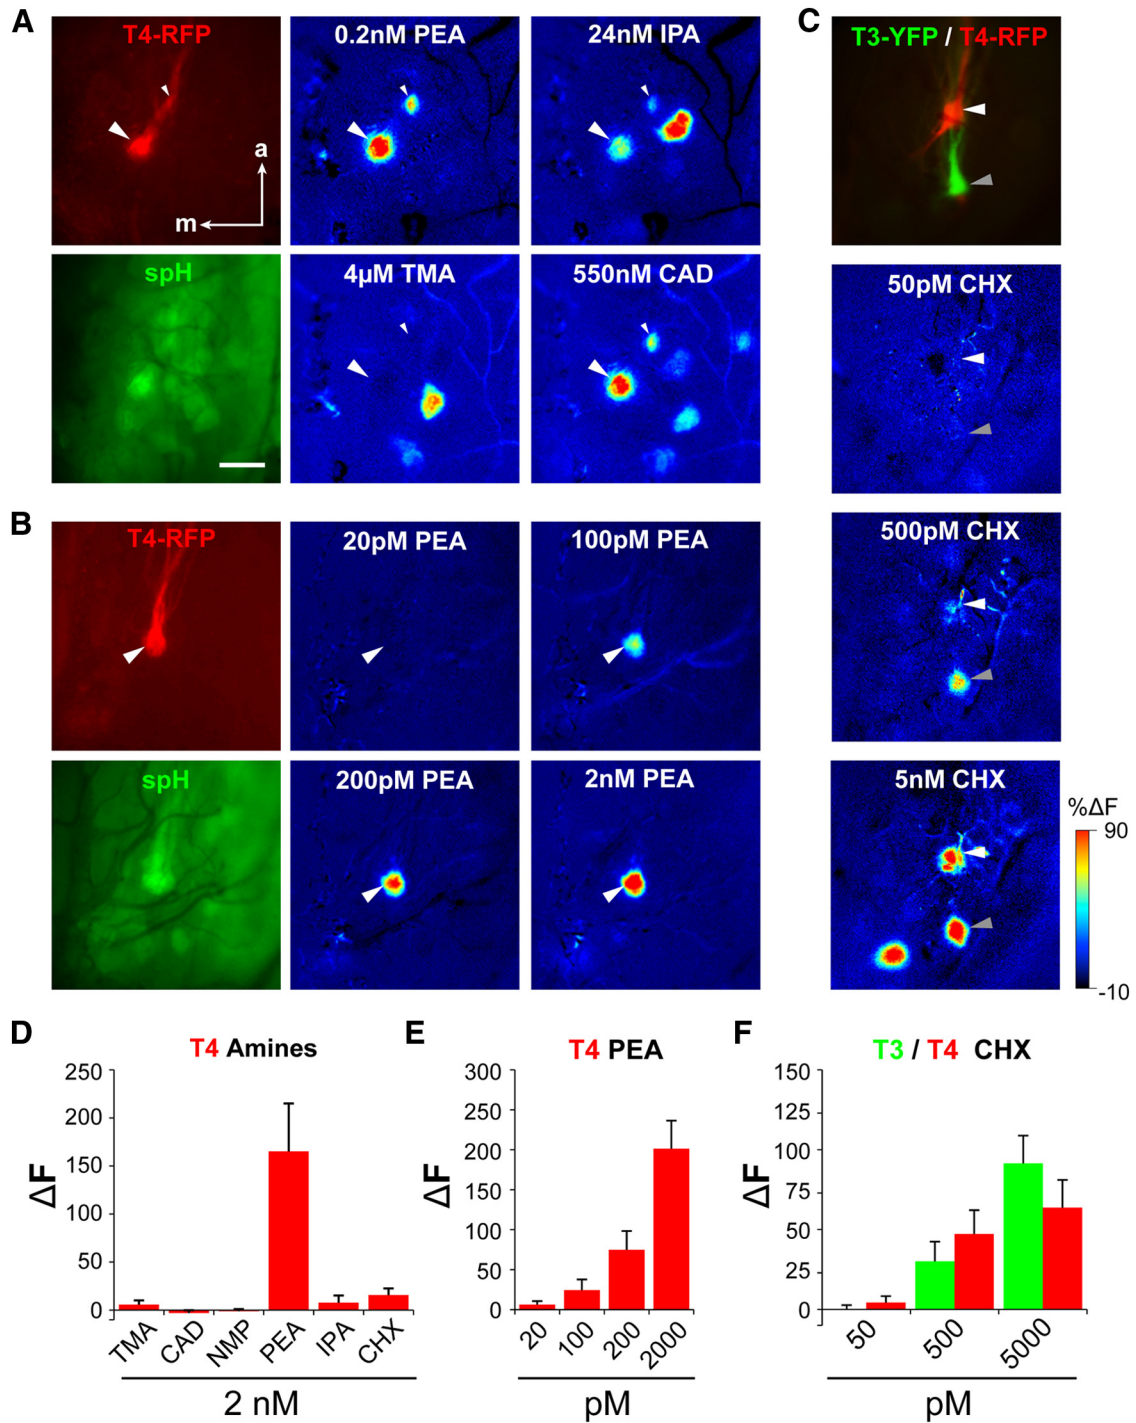 A
T4-RFP
a
m
0.2nM PEA
24nM IPA
spH
4µM TMA
550nM CAD
B
T4-RFP
20pM PEA
100pM PEA
spH
200pM PEA
2nM PEA
C
T3-YFP / T4-RFP
50pM CHX
500pM CHX
5nM CHX
%ΔF
90
-10
D
T4 Amines
ΔF
250
200
150
100
50
0
TMA
CAD
NMP
PEA
IPA
CHX
2 nM
E
T4 PEA
ΔF
300
250
200
150
100
50
0
20
100
200
2000
pM
F
T3 / T4 CHX
ΔF
150
125
100
75
50
25
0
50
500
5000
pM